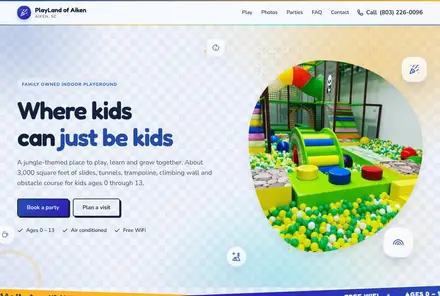 PlayLand of Aiken
AIKEN, SC
Play Photos Parties FAQ Contact Call (803) 226-0096
FAMILY OWNED INDOOR PLAYGROUND
Where kids
can just be kids
A jungle-themed place to play, learn and grow together. About
3,000 square feet of slides, tunnels, trampoline, climbing wall and
obstacle course for kids ages 0 through 13.
Book a party Plan a visit
Ages 0 – 13 Air conditioned Free WiFi